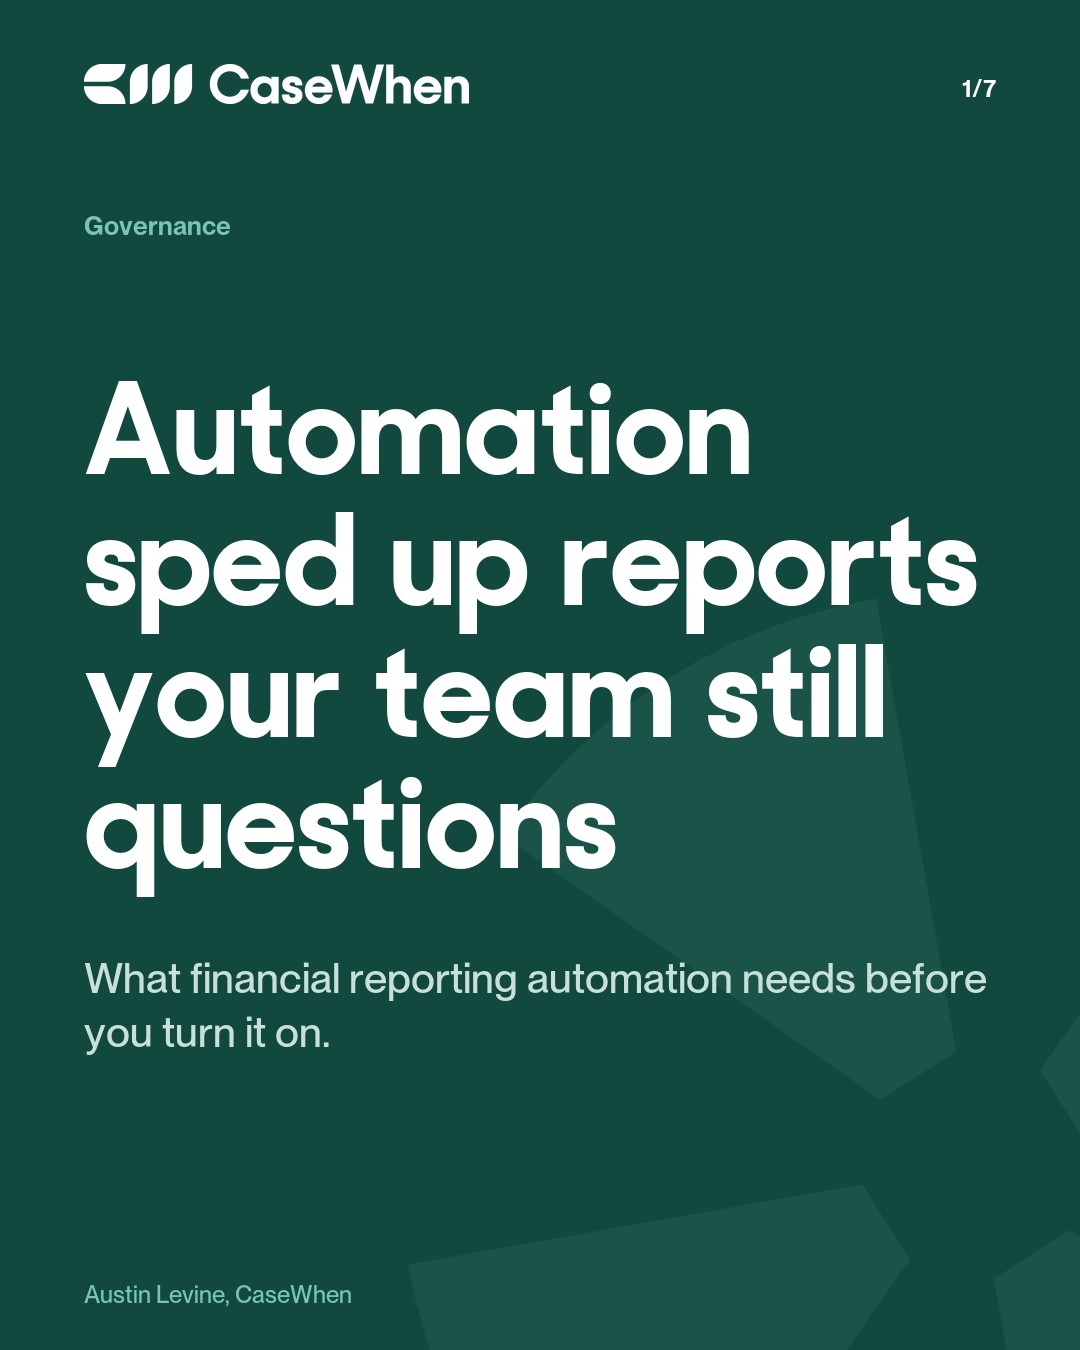 CaseWhen
1/7
Governance
Automation
sped up reports
your team still
questions
What financial reporting automation needs before
you turn it on.
Austin Levine, CaseWhen